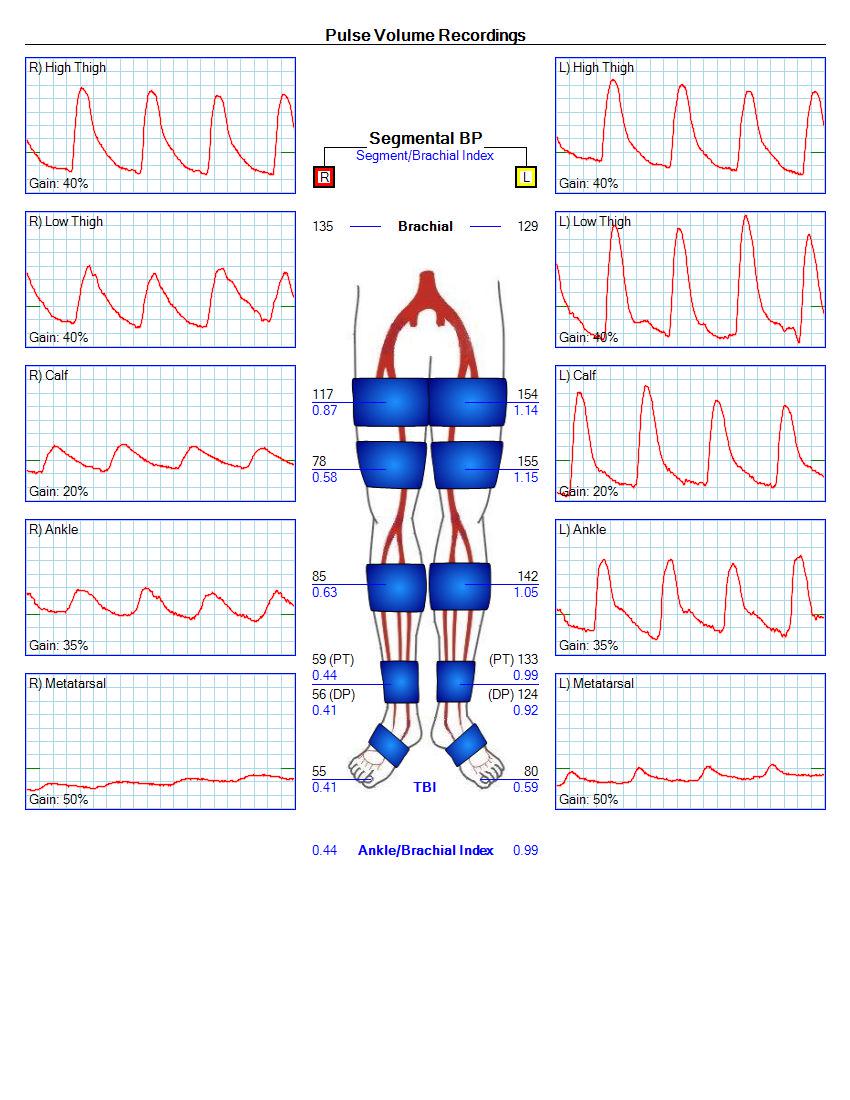 Pulse Volume Recordings
R) High Thigh
Gain: 40%
L) High Thigh
Gain: 40%
Segmental BP
Segment/Brachial Index
R
L
135 Brachial 129
R) Low Thigh
Gain: 40%
L) Low Thigh
Gain: 40%
R) Calf
Gain: 20%
117
0.87
154
1.14
78
0.58
155
1.15
L) Calf
Gain: 20%
R) Ankle
Gain: 35%
85
0.63
142
1.05
L) Ankle
Gain: 35%
59 (PT)
0.44
56 (DP)
0.41
(PT) 133
0.99
(DP) 124
0.92
R) Metatarsal
Gain: 50%
55
0.41
TBI
80
0.59
L) Metatarsal
Gain: 50%
0.44 Ankle/Brachial Index 0.99